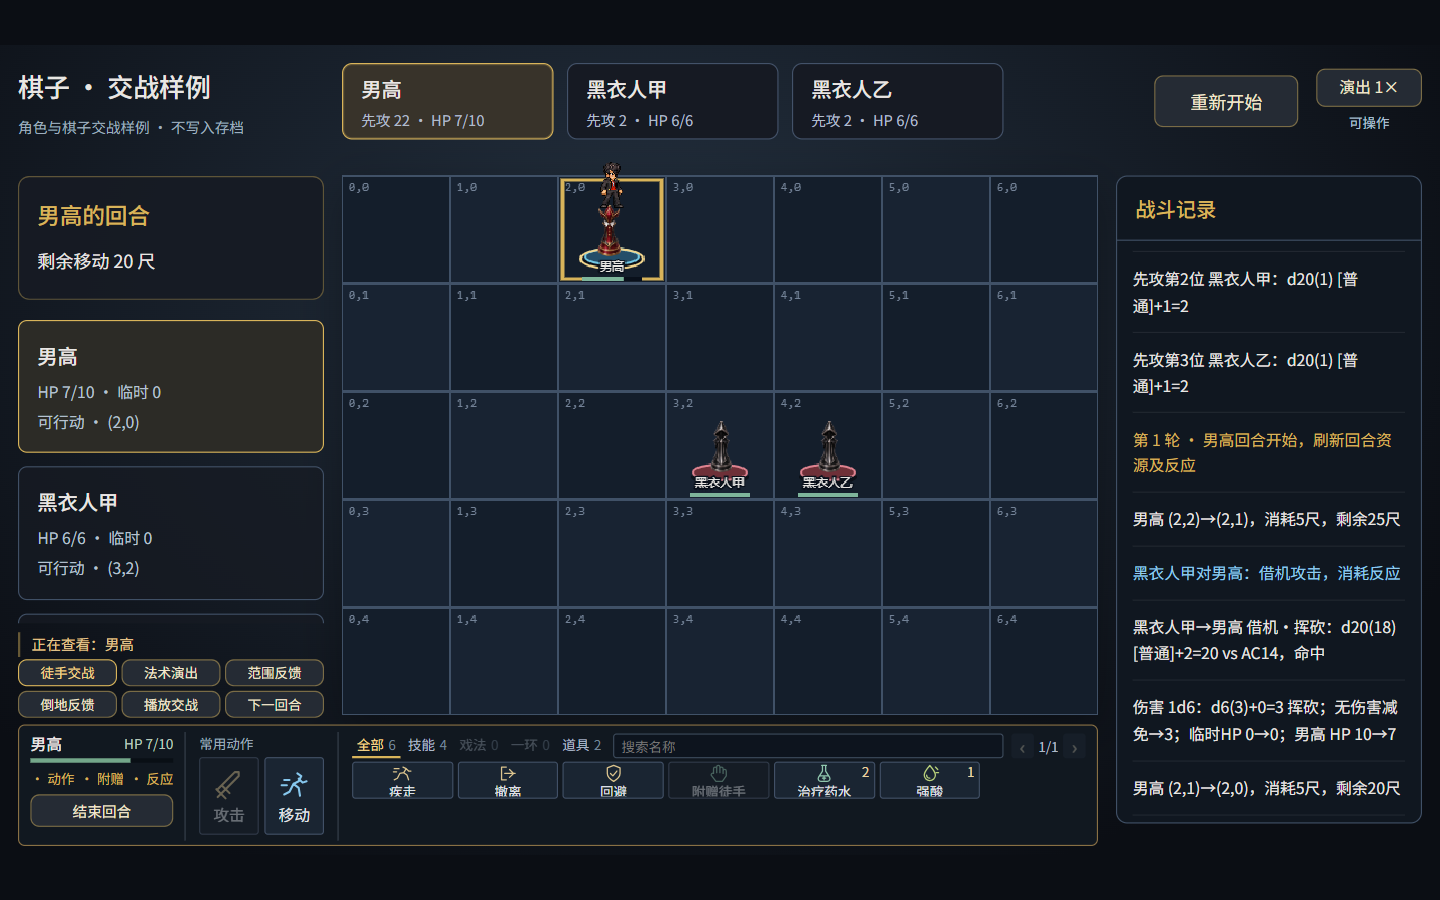 棋子 · 交战样例
角色与棋子交战样例 · 不写入存档
男高
先攻 22 · HP 7/10
黑衣人甲
先攻 2 · HP 6/6
黑衣人乙
先攻 2 · HP 6/6
重新开始
演出 1×
可操作
男高的回合
剩余移动 20 尺
男高
HP 7/10 · 临时 0
可行动 · (2,0)
黑衣人甲
HP 6/6 · 临时 0
可行动 · (3,2)
正在查看：男高
徒手交战 法术演出 范围反馈
倒地反馈 播放交战 下一回合
0,0 1,0 2,0 3,0 4,0 5,0 6,0
男高
0,1 1,1 2,1 3,1 4,1 5,1 6,1
0,2 1,2 2,2 3,2 4,2 5,2 6,2
黑衣人甲 黑衣人乙
0,3 1,3 2,3 3,3 4,3 5,3 6,3
0,4 1,4 2,4 3,4 4,4 5,4 6,4
战斗记录
先攻第2位 黑衣人甲：d20(1) [普
通]+1=2
先攻第3位 黑衣人乙：d20(1) [普
通]+1=2
第 1 轮 · 男高回合开始，刷新回合资
源及反应
男高 (2,2)→(2,1)，消耗5尺，剩余25尺
黑衣人甲对男高：借机攻击，消耗反应
黑衣人甲→男高 借机·挥砍：d20(18)
[普通]+2=20 vs AC14，命中
伤害 1d6：d6(3)+0=3 挥砍；无伤害减
免→3；临时HP 0→0；男高 HP 10→7
男高 (2,1)→(2,0)，消耗5尺，剩余20尺
男高 HP 7/10
· 动作 · 附赠 · 反应
结束回合
常用动作
攻击 移动
全部 6 技能 4 戏法 0 一环 0 道具 2 搜索名称 ‹ 1/1 ›
疾走 撤离 回避 附赠徒手 治疗药水 2 强酸 1